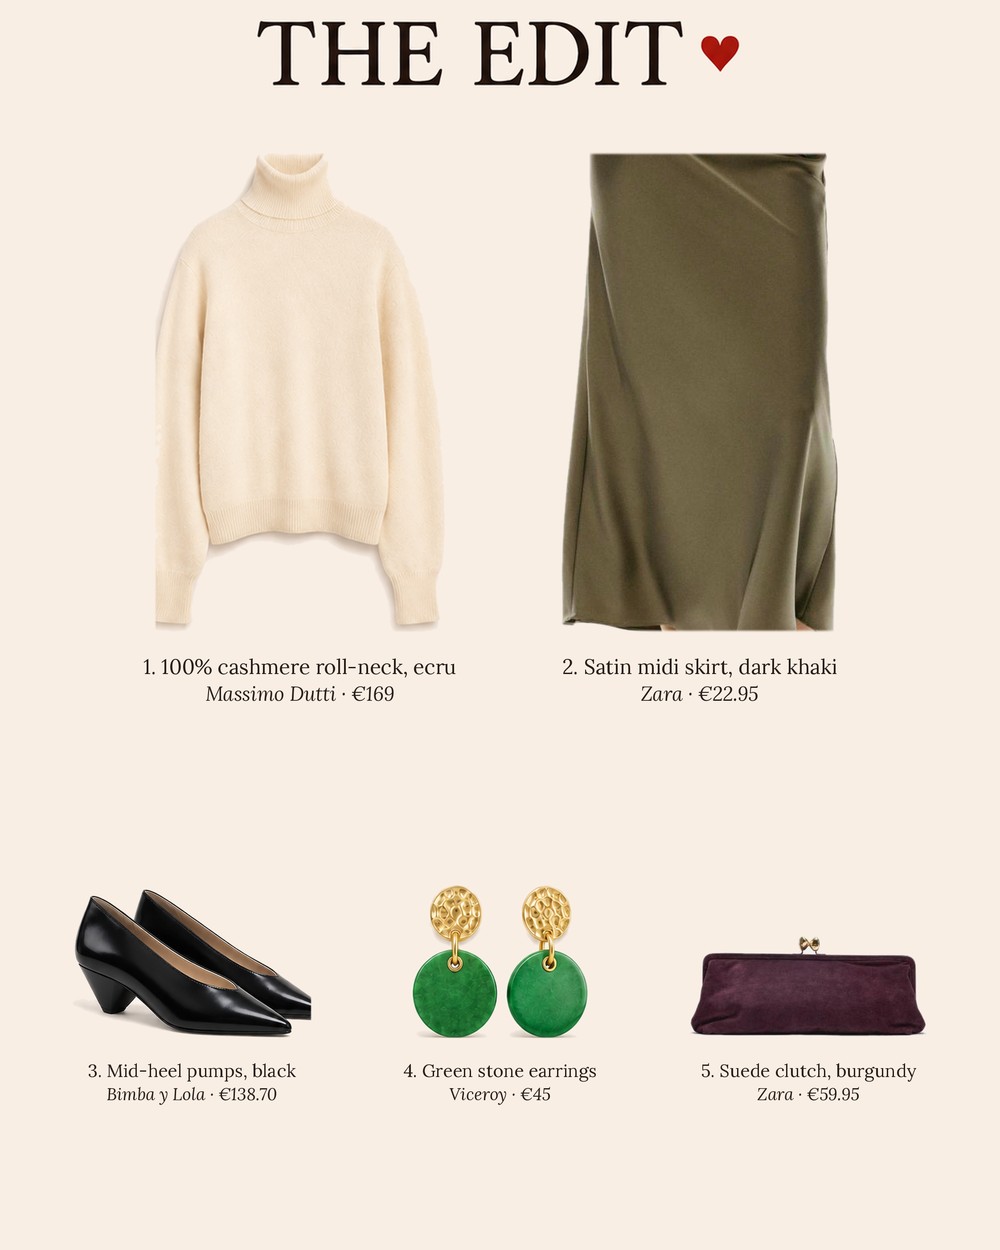 THE EDIT ♥
1. 100% cashmere roll-neck, ecru
Massimo Dutti · €169
2. Satin midi skirt, dark khaki
Zara · €22.95
3. Mid-heel pumps, black
Bimba y Lola · €138.70
4. Green stone earrings
Viceroy · €45
5. Suede clutch, burgundy
Zara · €59.95